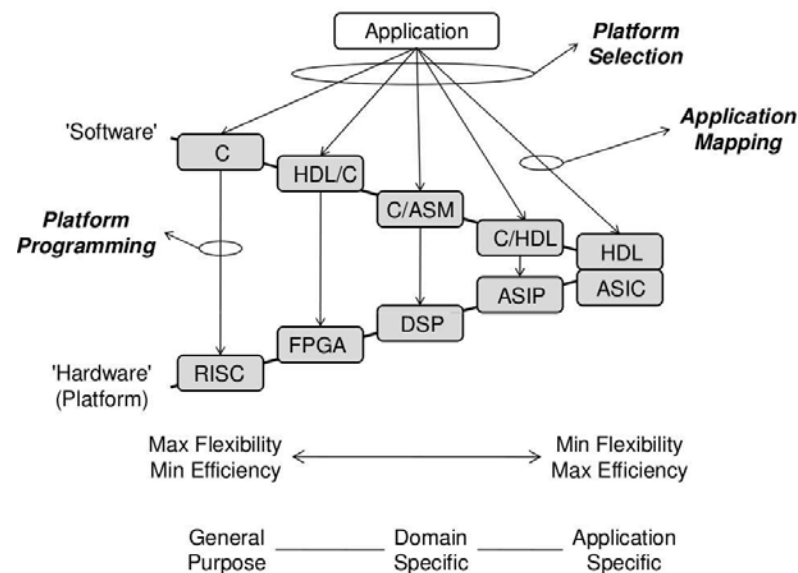 Application
Platform
Selection
'Software'
C
HDL/C
C/ASM
C/HDL
HDL
Application
Mapping
Platform
Programming
ASIC
ASIP
DSP
FPGA
RISC
'Hardware'
(Platform)
Max Flexibility
Min Efficiency
Min Flexibility
Max Efficiency
General
Purpose
Domain
Specific
Application
Specific